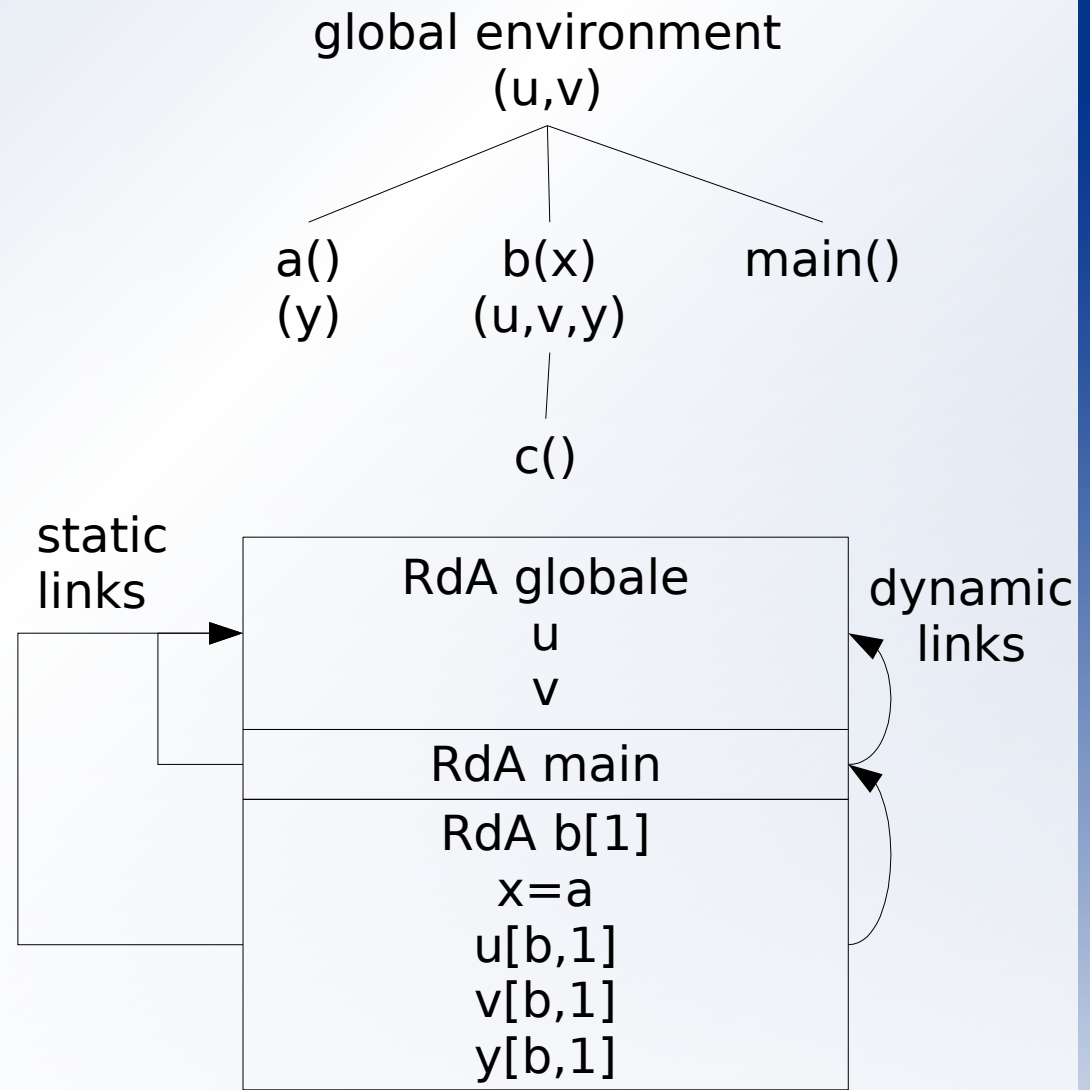 global environment
(u,v)
a()
b(x)
main()
(y)
(u,v,y)
c()
static
links
RdA globale
u
v
dynamic
links
RdA main
RdA b[1]
x=a
u[b,1]
v[b,1]
y[b,1]